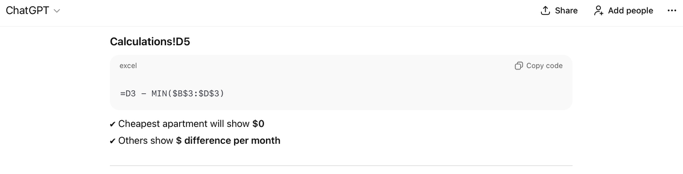 ChatGPT
Share
Add people
Calculations!D5
excel
Copy code
=D3 − MIN($B$3:$D$3)
✔ Cheapest apartment will show $0
✔ Others show $ difference per month